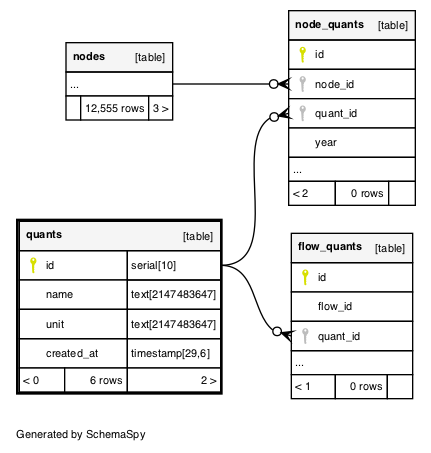 nodes [table]
...
12,555 rows 3 >
node_quants [table]
id
node_id
quant_id
year
...
< 2 0 rows
quants [table]
id serial[10]
name text[2147483647]
unit text[2147483647]
created_at timestamp[29,6]
< 0 6 rows 2 >
flow_quants [table]
id
flow_id
quant_id
...
< 1 0 rows
Generated by SchemaSpy